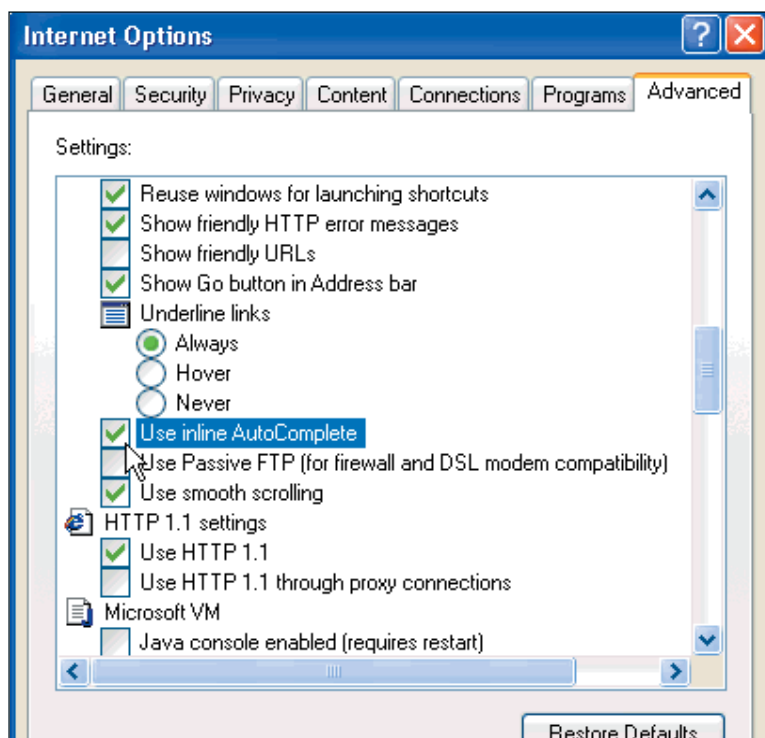 Internet Options
General Security Privacy Content Connections Programs Advanced
Settings:
Reuse windows for launching shortcuts
Show friendly HTTP error messages
Show friendly URLs
Show Go button in Address bar
Underline links
Always
Hover
Never
Use inline AutoComplete
Use Passive FTP (for firewall and DSL modem compatibility)
Use smooth scrolling
HTTP 1.1 settings
Use HTTP 1.1
Use HTTP 1.1 through proxy connections
Microsoft VM
Java console enabled (requires restart)
Restore Defaults